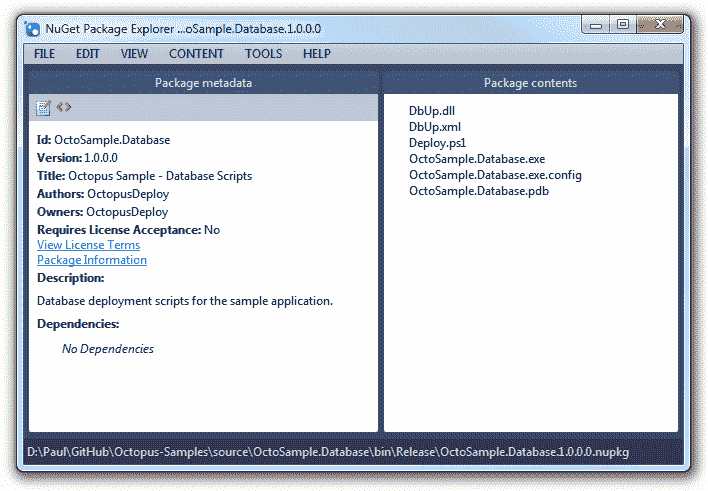 NuGet Package Explorer ...oSample.Database.1.0.0.0
FILE EDIT VIEW CONTENT TOOLS HELP
Package metadata
Id: OctoSample.Database
Version: 1.0.0.0
Title: Octopus Sample - Database Scripts
Authors: OctopusDeploy
Owners: OctopusDeploy
Requires License Acceptance: No
View License Terms
Package Information
Description:
Database deployment scripts for the sample application.
Dependencies:
No Dependencies
Package contents
DbUp.dll
DbUp.xml
Deploy.ps1
OctoSample.Database.exe
OctoSample.Database.exe.config
OctoSample.Database.pdb
D:\Paul\GitHub\Octopus-Samples\source\OctoSample.Database\bin\Release\OctoSample.Database.1.0.0.0.nupkg